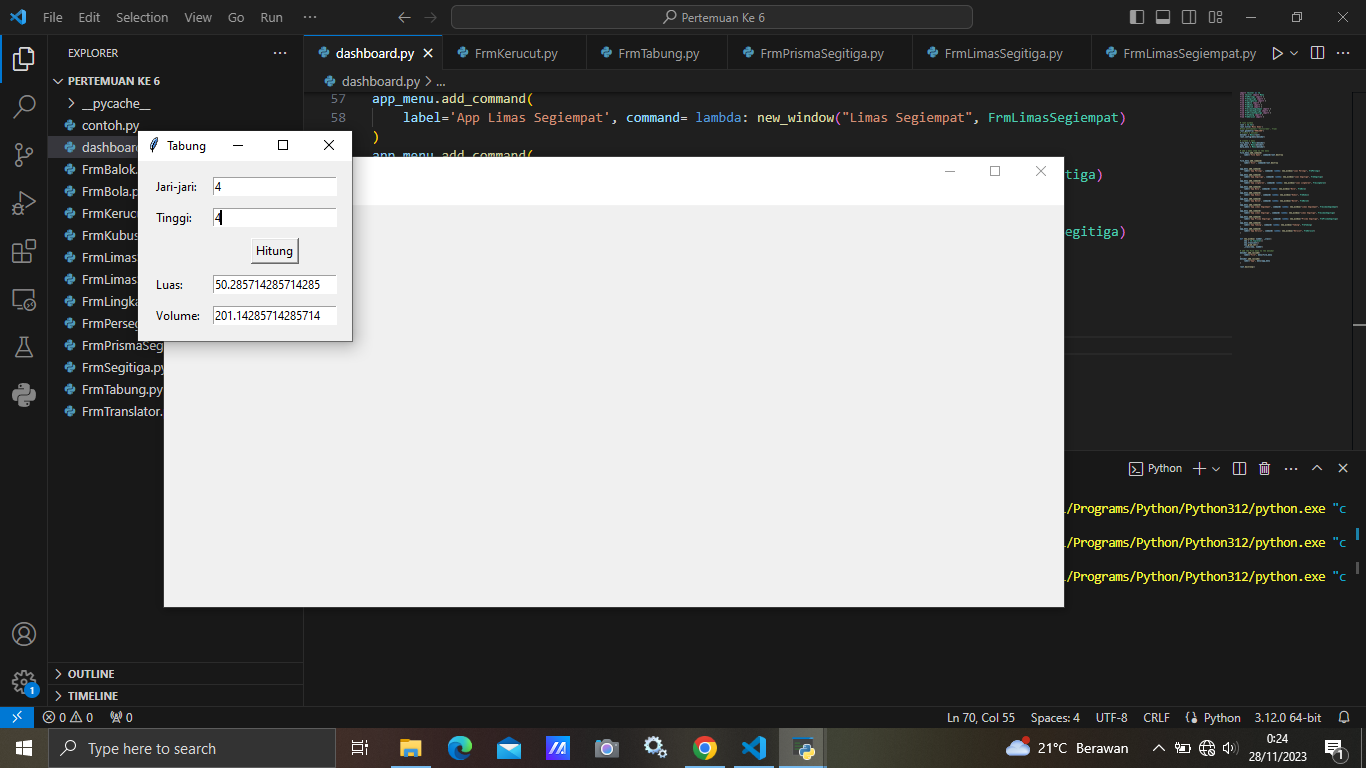 File Edit Selection View Go Run ···
Pertemuan Ke 6
EXPLORER ···
PERTEMUAN KE 6
__pycache__
contoh.py
dashboard
FrmBalok.
FrmBola.p
FrmKeruc
FrmKubus
FrmLimas
FrmLimas
FrmLingka
FrmPerseg
FrmPrismaSeg
FrmSegitiga.py
FrmTabung.py
FrmTranslator.
OUTLINE
TIMELINE
dashboard.py FrmKerucut.py FrmTabung.py FrmPrismaSegitiga.py FrmLimasSegitiga.py FrmLimasSegiempat.py ···
dashboard.py > ...
57 app_menu.add_command(
58 label='App Limas Segiempat', command= lambda: new_window("Limas Segiempat", FrmLimasSegiempat)
)
app_menu.add_command(
tiga)
egitiga)
Tabung
Jari-jari: 4
Tinggi: 4
Hitung
Luas: 50.285714285714285
Volume: 201.14285714285714
Python ···
/Programs/Python/Python312/python.exe "c
/Programs/Python/Python312/python.exe "c
/Programs/Python/Python312/python.exe "c
1
0 0 0
Ln 70, Col 55 Spaces: 4 UTF-8 CRLF Python 3.12.0 64-bit
Type here to search
21°C Berawan
0:24
28/11/2023
1